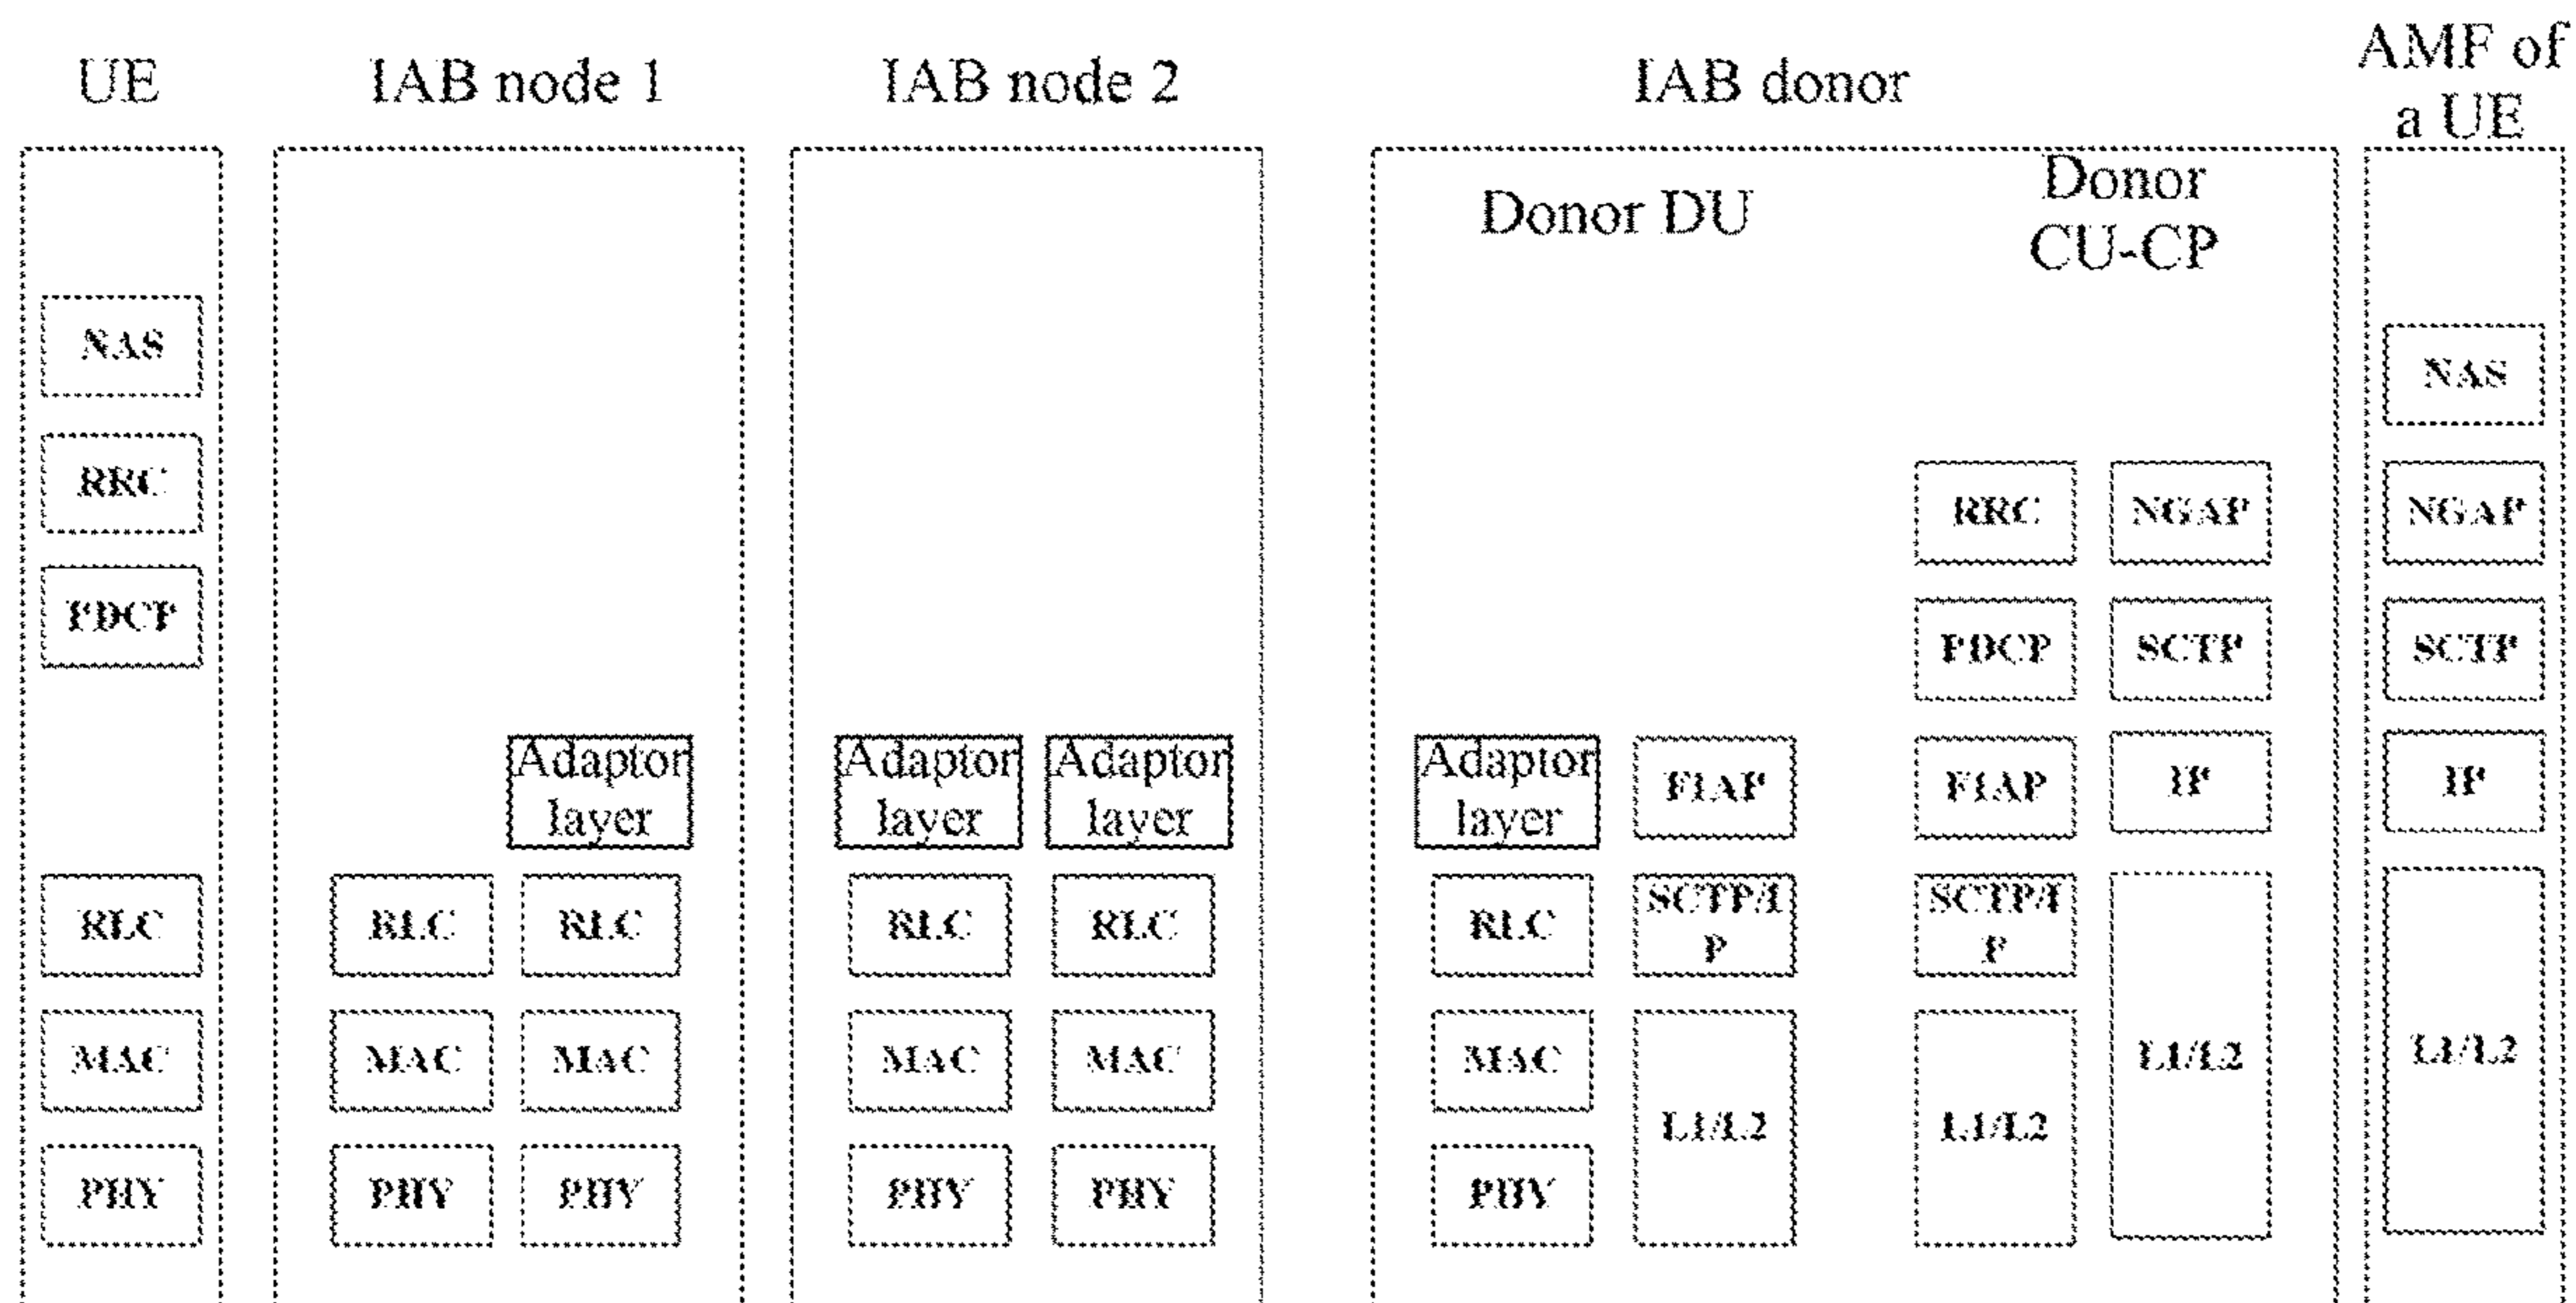 UE
IAB node 1
IAB node 2
IAB donor
AMF of
a UE
Donor DU
Donor
CU-CP
NAS
RRC
PDCP
RLC
MAC
PHY
RLC
MAC
PHY
Adaptor
layer
RLC
MAC
PHY
Adaptor
layer
RLC
MAC
PHY
Adaptor
layer
RLC
MAC
PHY
Adaptor
layer
RLC
MAC
PHY
F1AP
SCTP/I
P
L1/L2
RRC
PDCP
F1AP
SCTP/I
P
L1/L2
NGAP
SCTP
IP
L1/L2
NAS
NGAP
SCTP
IP
L1/L2